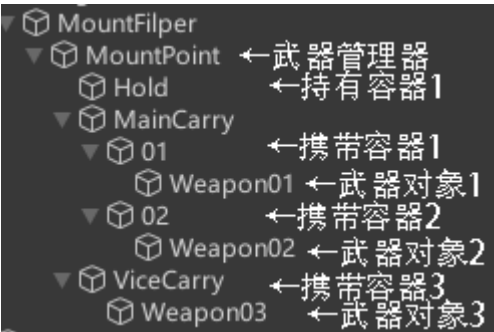 MountFilper
MountPoint ←武器管理器
Hold ←持有容器1
MainCarry
01 ←携带容器1
Weapon01 ←武器对象1
02 ←携带容器2
Weapon02 ←武器对象2
ViceCarry ←携带容器3
Weapon03 ←武器对象3